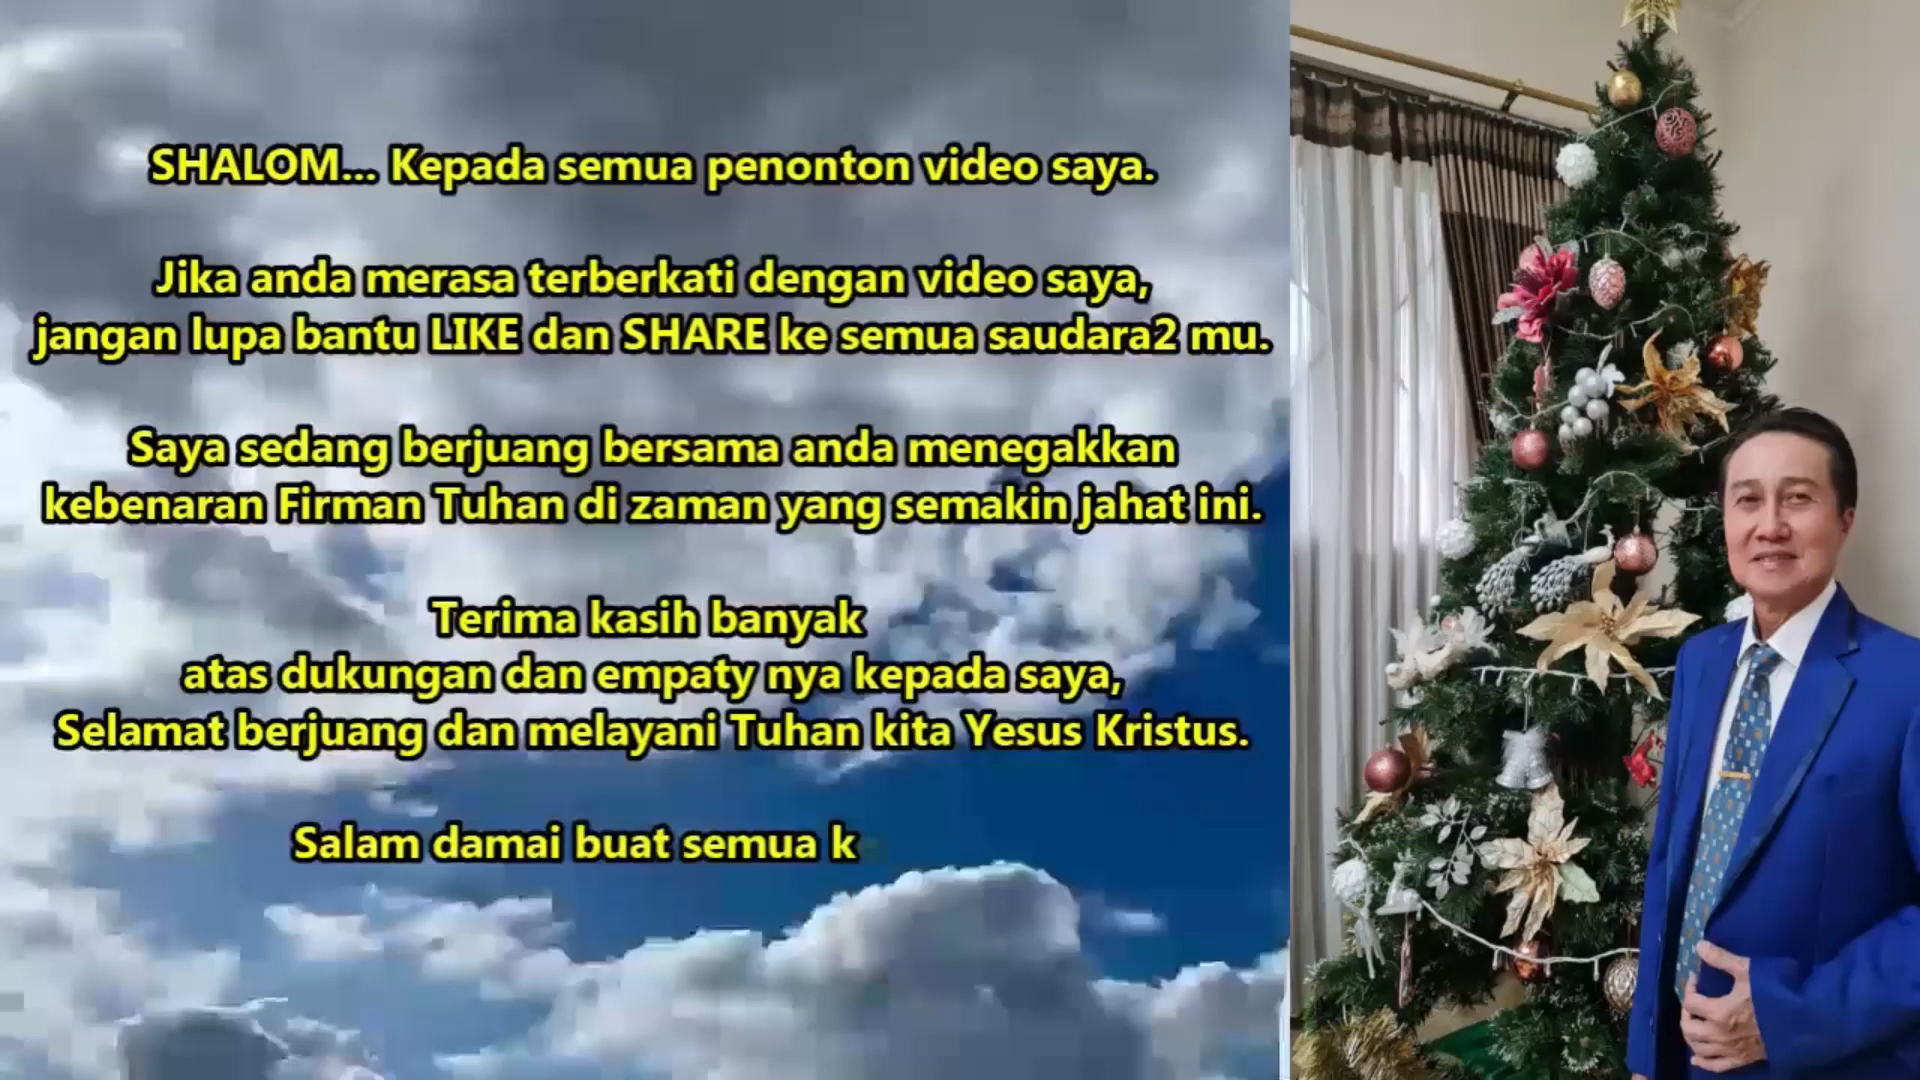 SHALOM... Kepada semua penonton video saya.
Jika anda merasa terberkati dengan video saya,
jangan lupa bantu LIKE dan SHARE ke semua saudara2 mu.
Saya sedang berjuang bersama anda menegakkan
kebenaran Firman Tuhan di zaman yang semakin jahat ini.
Terima kasih banyak
atas dukungan dan empaty nya kepada saya,
Selamat berjuang dan melayani Tuhan kita Yesus Kristus.
Salam damai buat semua k